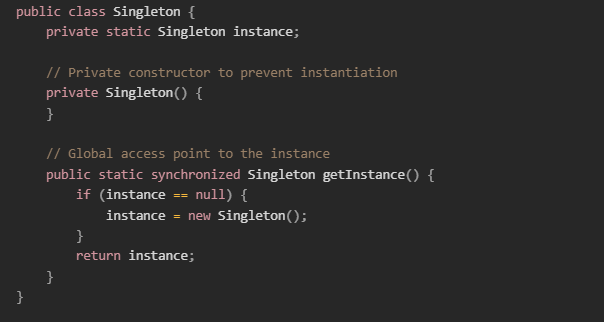 public class Singleton {
    private static Singleton instance;

    // Private constructor to prevent instantiation
    private Singleton() {
    }

    // Global access point to the instance
    public static synchronized Singleton getInstance() {
        if (instance == null) {
            instance = new Singleton();
        }
        return instance;
    }
}